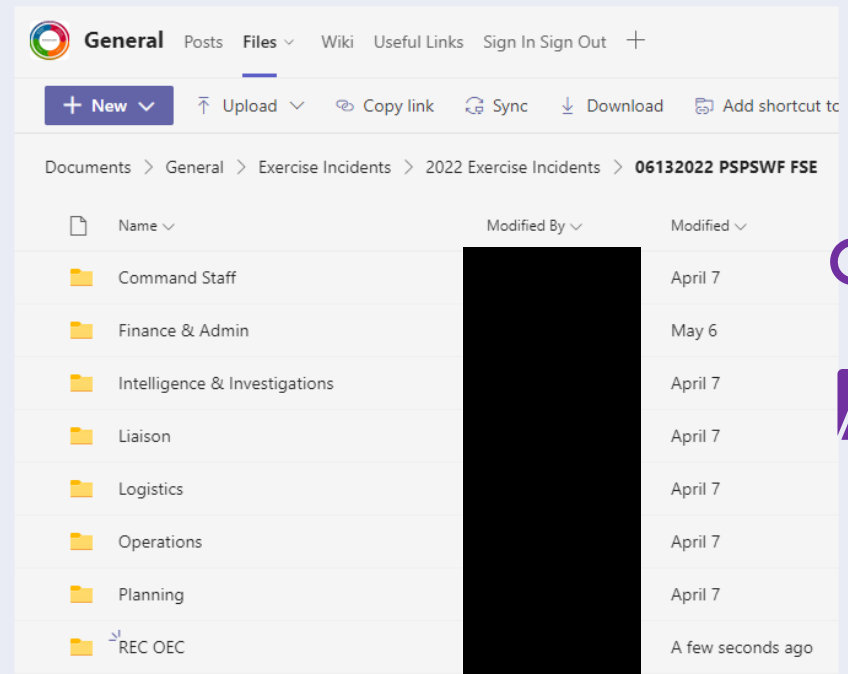 General Posts Files Wiki Useful Links Sign In Sign Out
New Upload Copy link Sync Download Add shortcut to
Documents > General > Exercise Incidents > 2022 Exercise Incidents > 06132022 PSPSWF FSE
Name Modified By Modified
Command Staff April 7
Finance & Admin May 6
Intelligence & Investigations April 7
Liaison April 7
Logistics April 7
Operations April 7
Planning April 7
REC OEC A few seconds ago